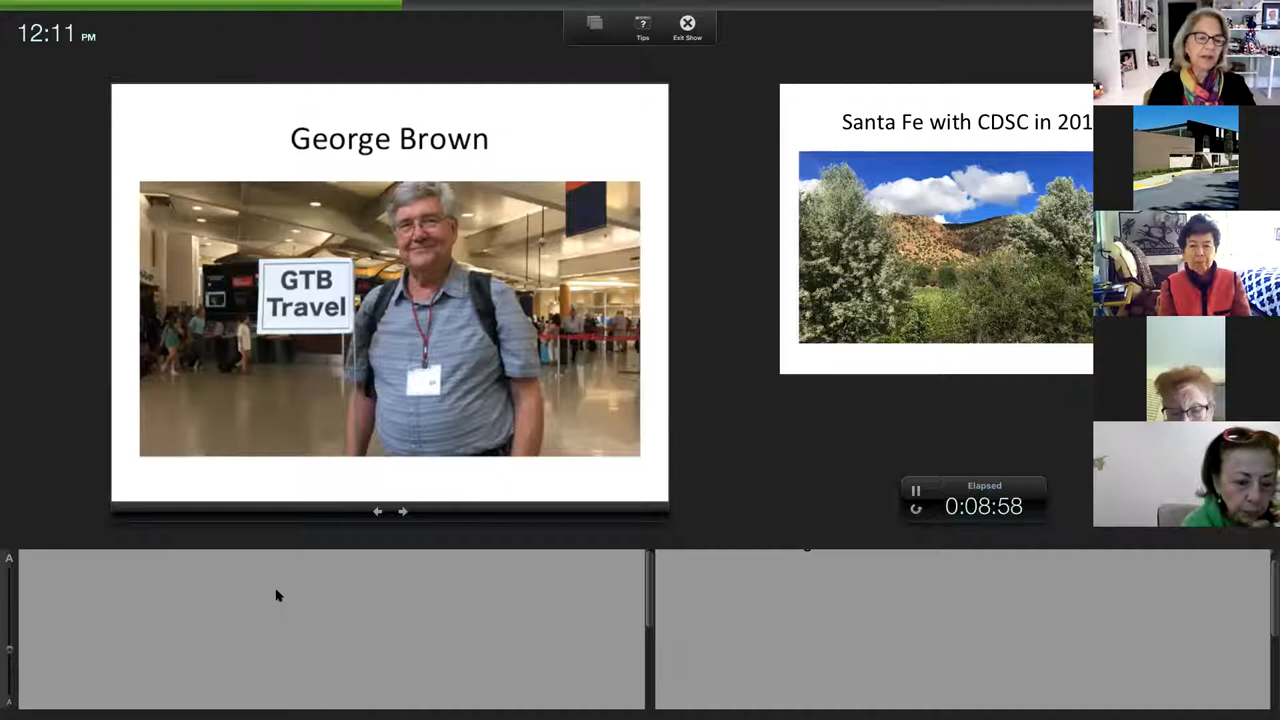 12:11 PM
Tips
Exit Show
George Brown
GTB
Travel
Santa Fe with CDSC in 201
Elapsed
0:08:58
A
A